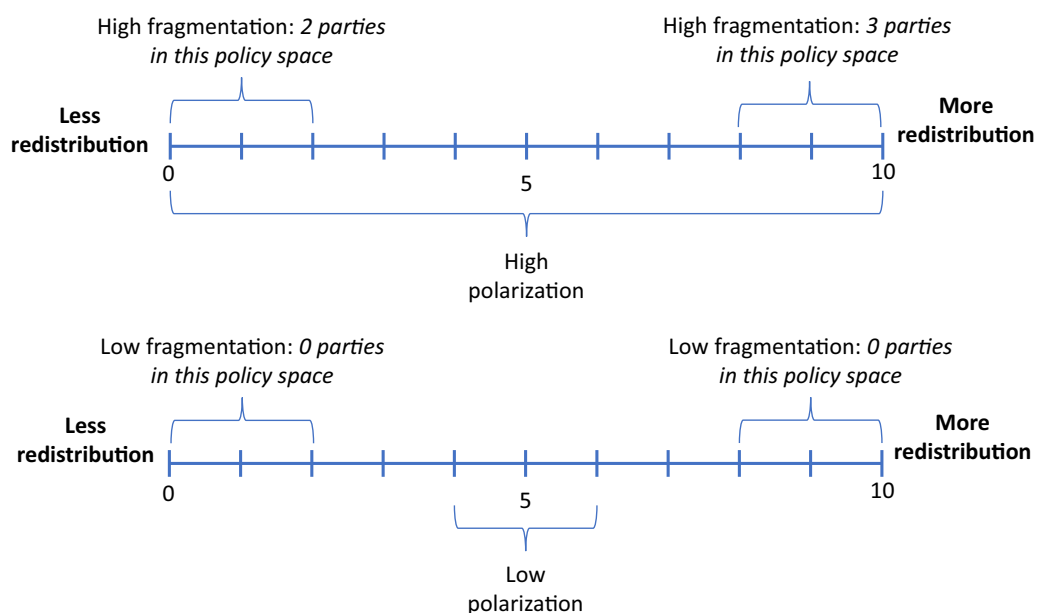 High fragmentation: 2 parties
in this policy space
High fragmentation: 3 parties
in this policy space
Less
redistribution
More
redistribution
0
5
10
High
polarization
Low fragmentation: 0 parties
in this policy space
Low fragmentation: 0 parties
in this policy space
Less
redistribution
More
redistribution
0
5
10
Low
polarization